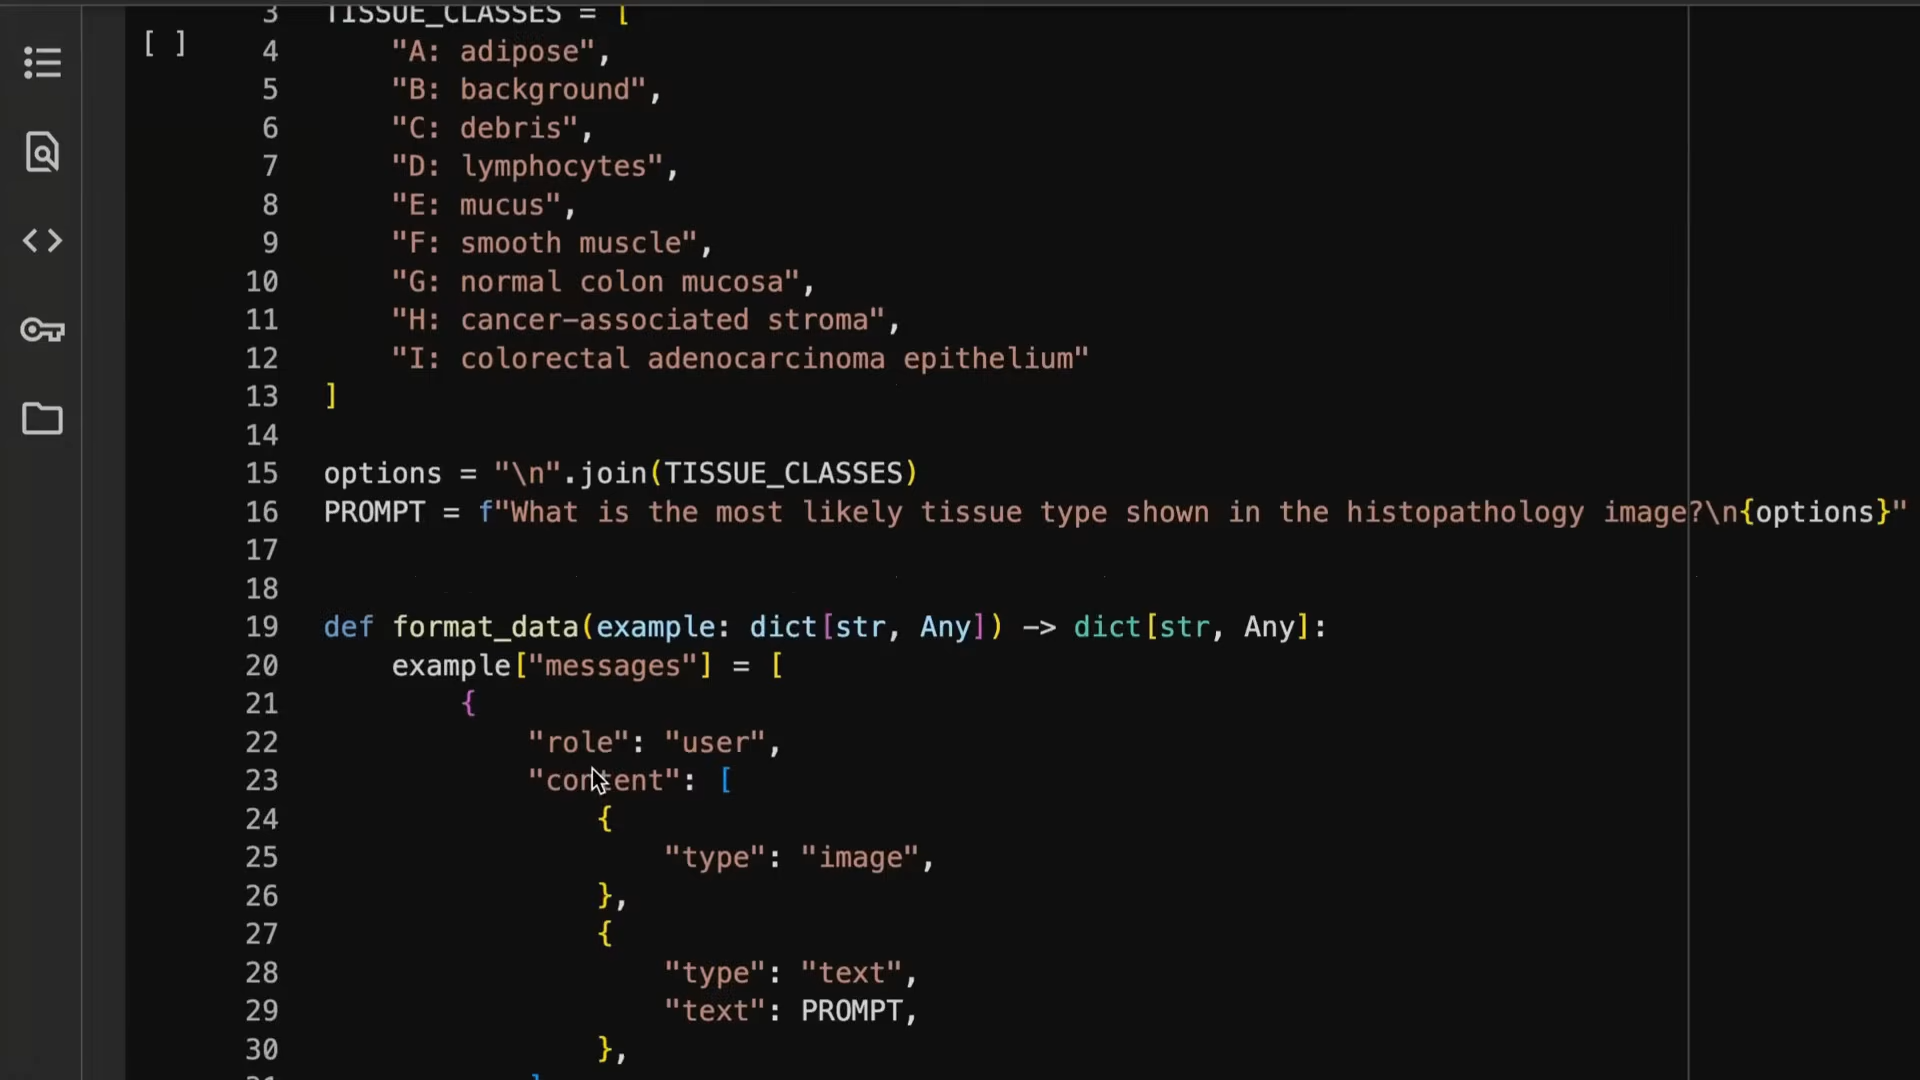 3 TISSUE_CLASSES = [
[ ]
4 "A: adipose",
5 "B: background",
6 "C: debris",
7 "D: lymphocytes",
8 "E: mucus",
9 "F: smooth muscle",
10 "G: normal colon mucosa",
11 "H: cancer-associated stroma",
12 "I: colorectal adenocarcinoma epithelium"
13 ]
14
15 options = "\n".join(TISSUE_CLASSES)
16 PROMPT = f"What is the most likely tissue type shown in the histopathology image?\n{options}"
17
18
19 def format_data(example: dict[str, Any]) -> dict[str, Any]:
20 example["messages"] = [
21 {
22 "role": "user",
23 "content": [
24 {
25 "type": "image",
26 },
27 {
28 "type": "text",
29 "text": PROMPT,
30 },
31 ]